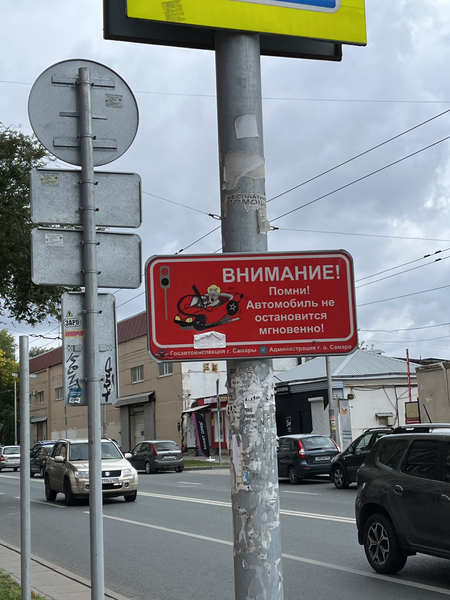 ВНИМАНИЕ!
Помни!
Автомобиль не
остановится
мгновенно!
Госавтоинспекция г. Самары Администрация г. о. Самара